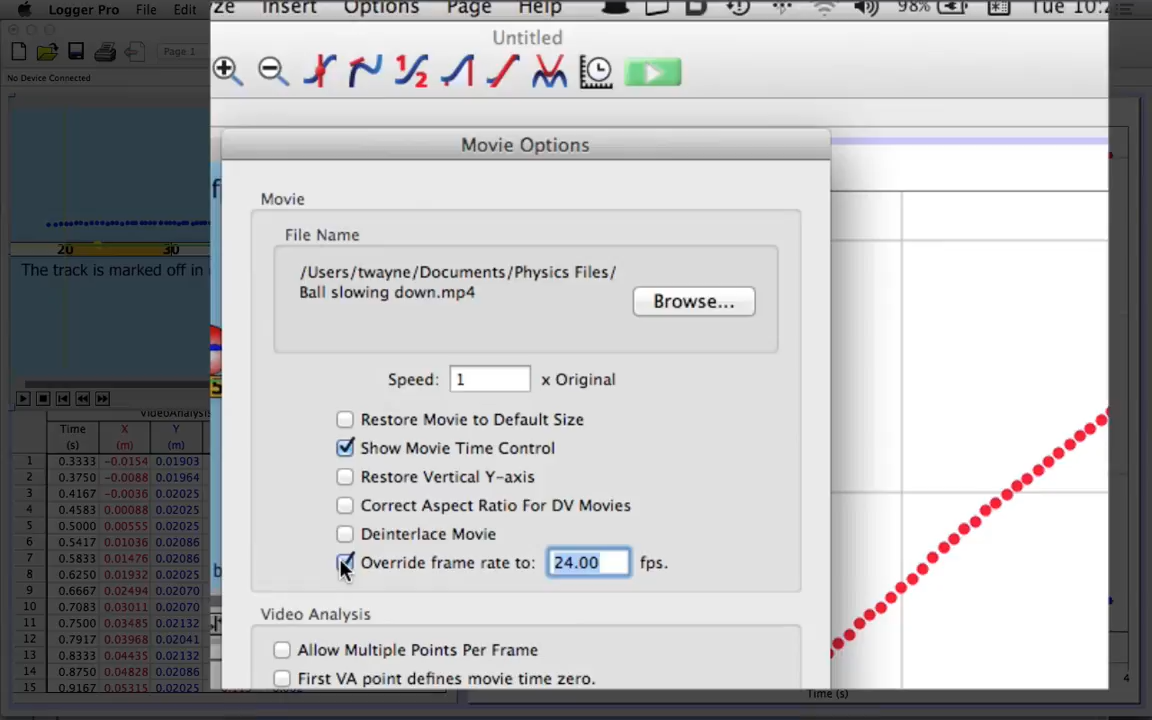 Logger Pro File Edit
ze Insert Options Page Help 98% Tue 10:2
Untitled
Page 1
No Device Connected
1/2
Movie Options
Movie
File Name
/Users/twayne/Documents/Physics Files/
Ball slowing down.mp4
Browse...
Speed: 1 x Original
Restore Movie to Default Size
Show Movie Time Control
Restore Vertical Y-axis
Correct Aspect Ratio For DV Movies
Deinterlace Movie
Override frame rate to: 24.00 fps.
Video Analysis
Allow Multiple Points Per Frame
First VA point defines movie time zero.
f
20 30
The track is marked off in
VideoAnalysis
Time X Y
(s) (m) (m)
1 0.3333 -0.0154 0.01903
2 0.3750 -0.0088 0.01964
3 0.4167 -0.0036 0.02025
4 0.4583 0.00088 0.02025
5 0.5000 0.00555 0.02025
6 0.5417 0.01036 0.02086
7 0.5833 0.01476 0.02086
8 0.6250 0.01932 0.02025
9 0.6667 0.02494 0.02070
10 0.7083 0.03011 0.02070
11 0.7500 0.03485 0.02132
12 0.7917 0.03968 0.02041
13 0.8333 0.04435 0.02132
14 0.8750 0.04828 0.02086
15 0.9167 0.05315 0.02025
4
Time (s)